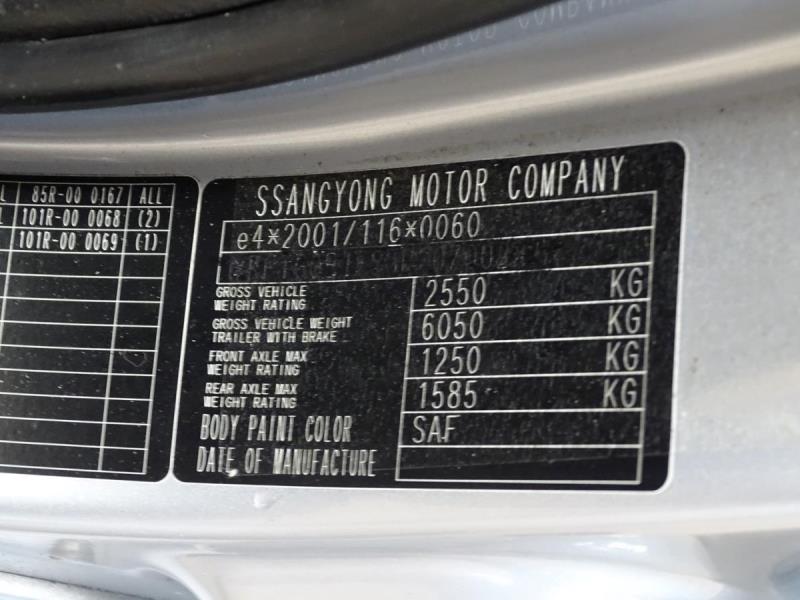 85R-00 0167 ALL
101R-00 0068 (2)
101R-00 0069 (1)
SSANGYONG MOTOR COMPANY
e4*2001/116*0060
GROSS VEHICLE WEIGHT RATING 2550 KG
GROSS VEHICLE WEIGHT TRAILER WITH BRAKE 6050 KG
FRONT AXLE MAX WEIGHT RATING 1250 KG
REAR AXLE MAX WEIGHT RATING 1585 KG
BODY PAINT COLOR SAF
DATE OF MANUFACTURE